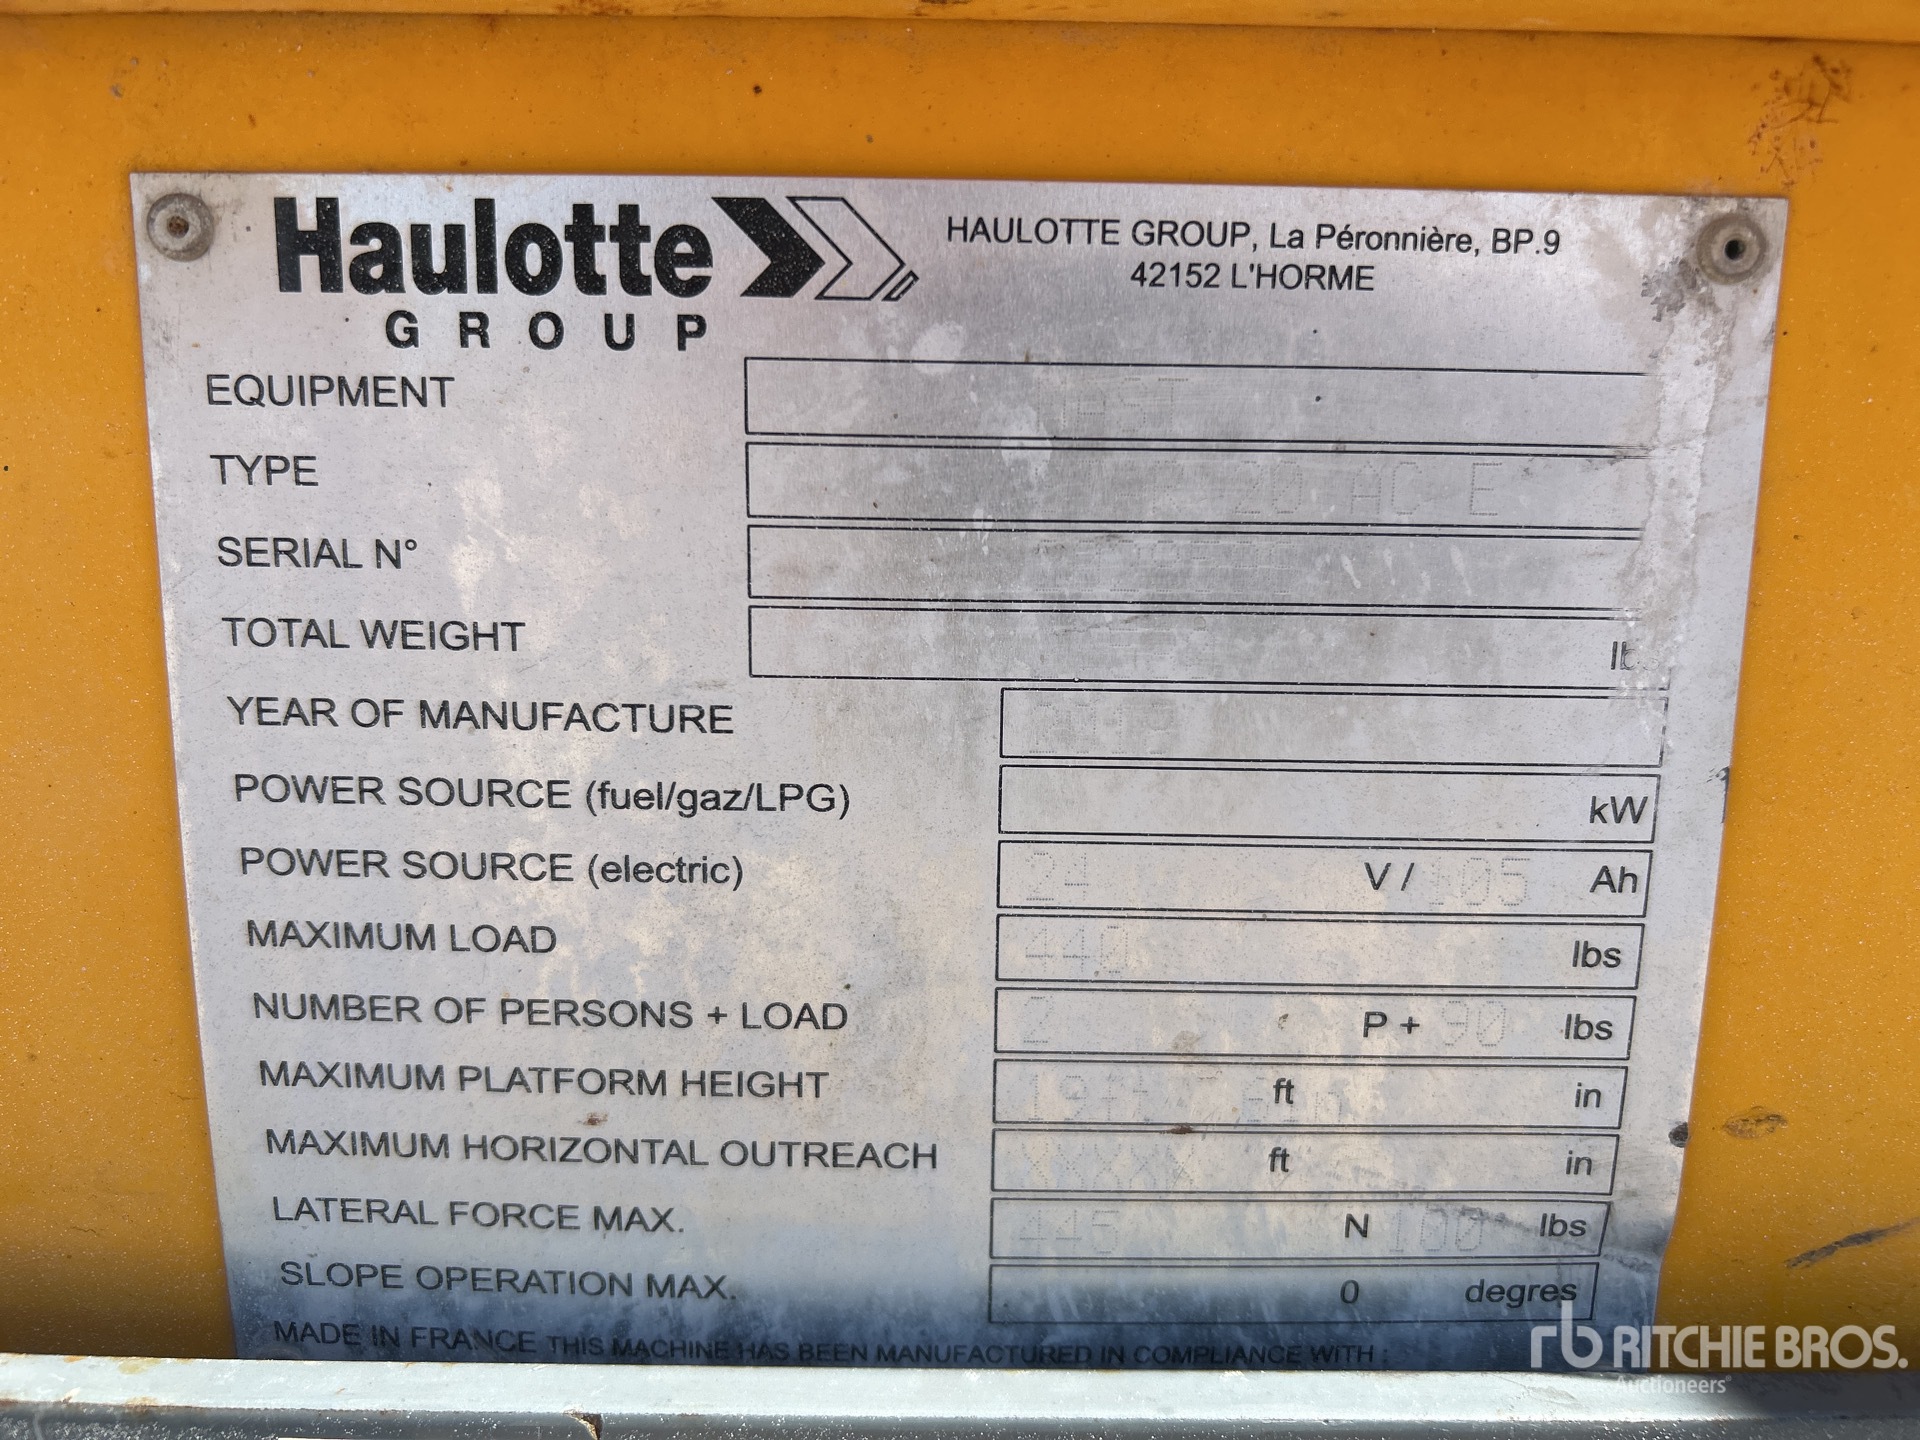 Haulotte
GROUP
HAULOTTE GROUP, La Péronnière, BP.9
42152 L'HORME
EQUIPMENT
TYPE 20 AC E
SERIAL N°
TOTAL WEIGHT lbs
YEAR OF MANUFACTURE
POWER SOURCE (fuel/gaz/LPG) kW
POWER SOURCE (electric) 24 V / 105 Ah
MAXIMUM LOAD 440 lbs
NUMBER OF PERSONS + LOAD 2 P + 90 lbs
MAXIMUM PLATFORM HEIGHT 19ft ft in
MAXIMUM HORIZONTAL OUTREACH ft in
LATERAL FORCE MAX. 445 N 100 lbs
SLOPE OPERATION MAX. 0 degres
MADE IN FRANCE THIS MACHINE HAS BEEN MANUFACTURED IN COMPLIANCE WITH :
rb RITCHIE BROS.
Auctioneers